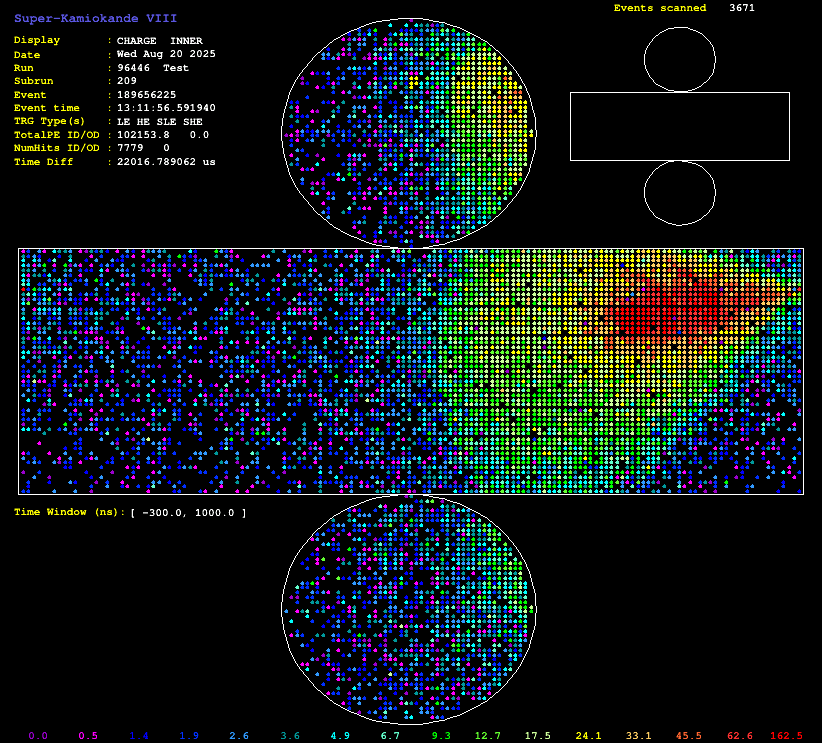 Super-Kamiokande VIII
Events scanned 3671
Display : CHARGE INNER
Date : Wed Aug 20 2025
Run : 96446 Test
Subrun : 209
Event : 189656225
Event time : 13:11:56.591940
TRG Type(s) : LE HE SLE SHE
TotalPE ID/OD : 102153.8 0.0
NumHits ID/OD : 7779 0
Time Diff : 22016.789062 us
Time Window (ns): [ -300.0, 1000.0 ]
0.0 0.5 1.4 1.9 2.6 3.6 4.9 6.7 9.3 12.7 17.5 24.1 33.1 45.5 62.6 162.5